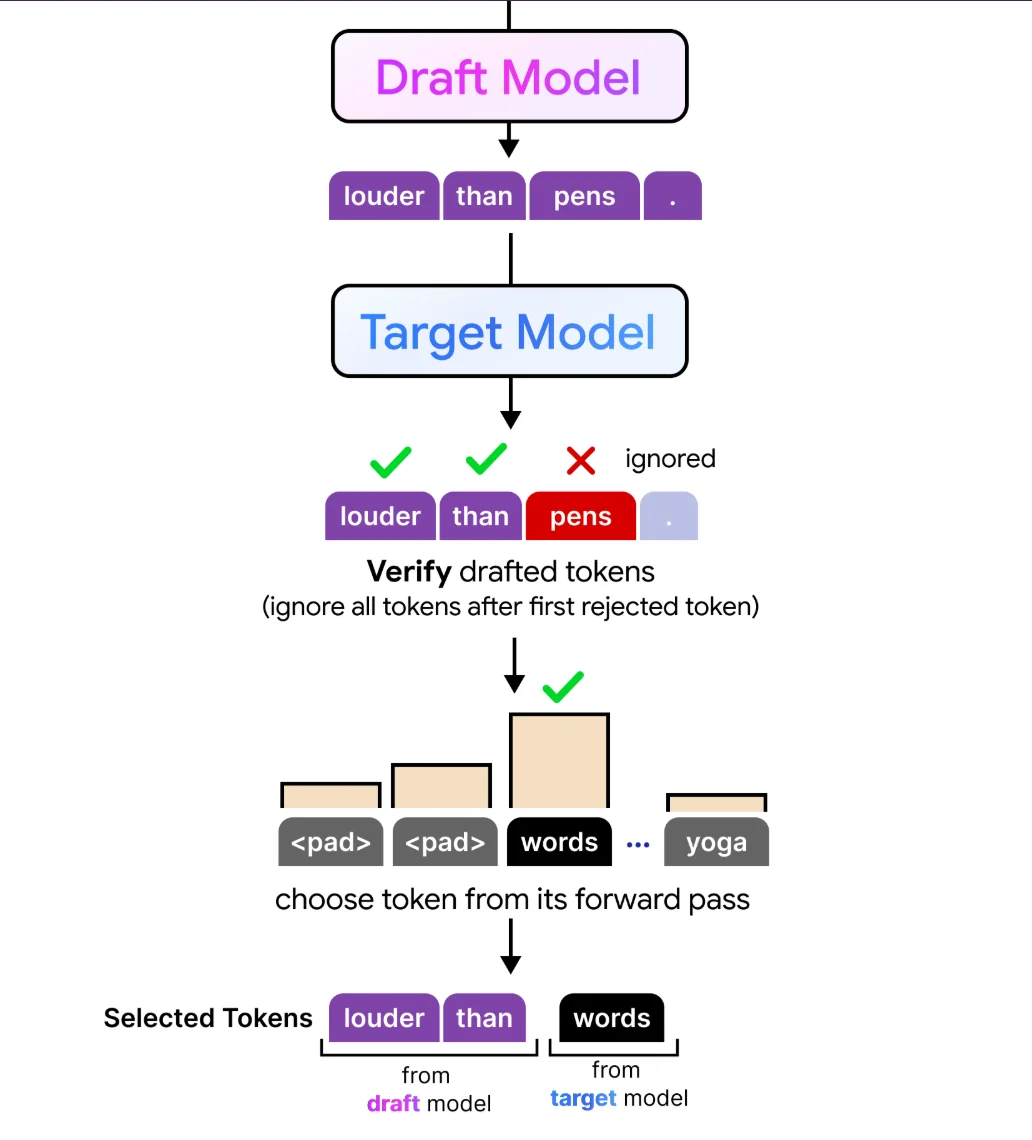 Draft Model
louder than pens .
Target Model
ignored
louder than pens .
Verify drafted tokens
(ignore all tokens after first rejected token)
<pad> <pad> words ... yoga
choose token from its forward pass
Selected Tokens louder than words
from
draft model
from
target model